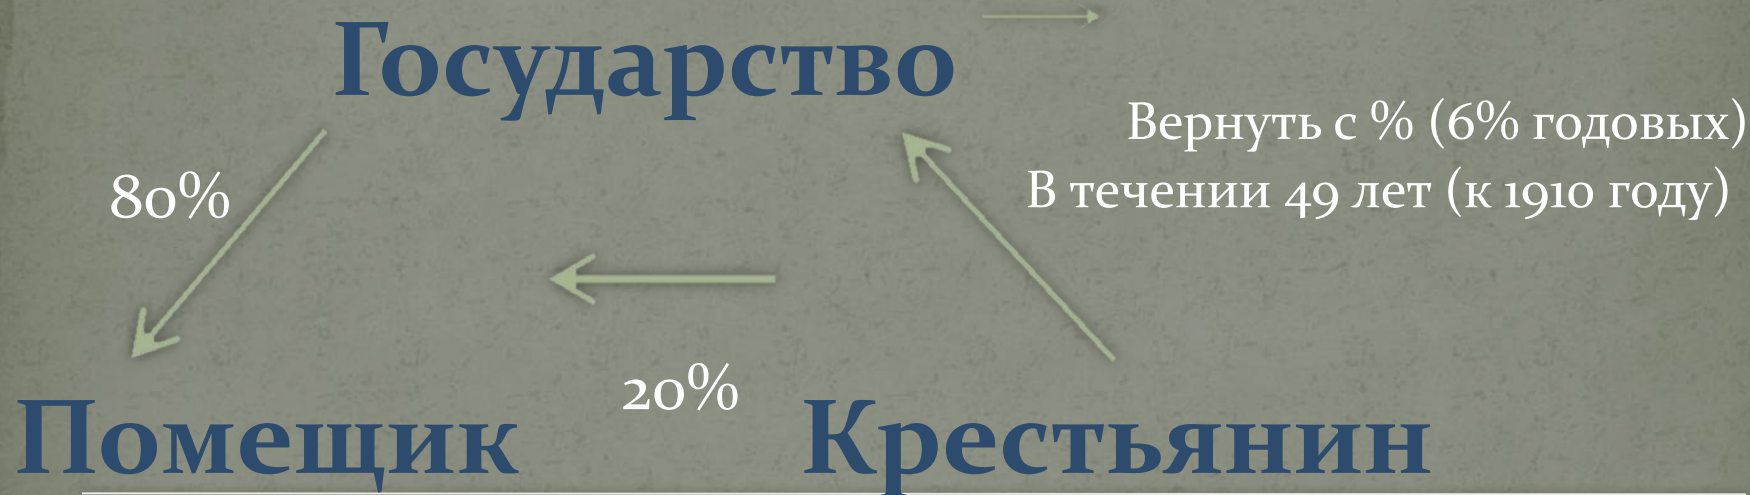 Государство
Вернуть с % (6% годовых)
80%
В течении 49 лет (к 1910 году)
20%
Помещик
Крестьянин